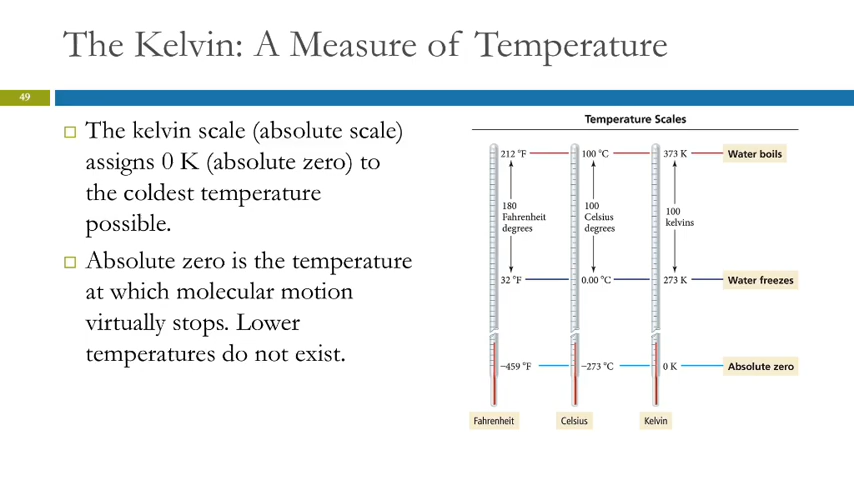 The Kelvin: A Measure of Temperature
49
The kelvin scale (absolute scale)
assigns 0 K (absolute zero) to
the coldest temperature
possible.
Absolute zero is the temperature
at which molecular motion
virtually stops. Lower
temperatures do not exist.
Temperature Scales
212 °F 100 °C 373 K Water boils
180
Fahrenheit
degrees
100
Celsius
degrees
100
kelvins
32 °F 0.00 °C 273 K Water freezes
−459 °F −273 °C 0 K Absolute zero
Fahrenheit Celsius Kelvin